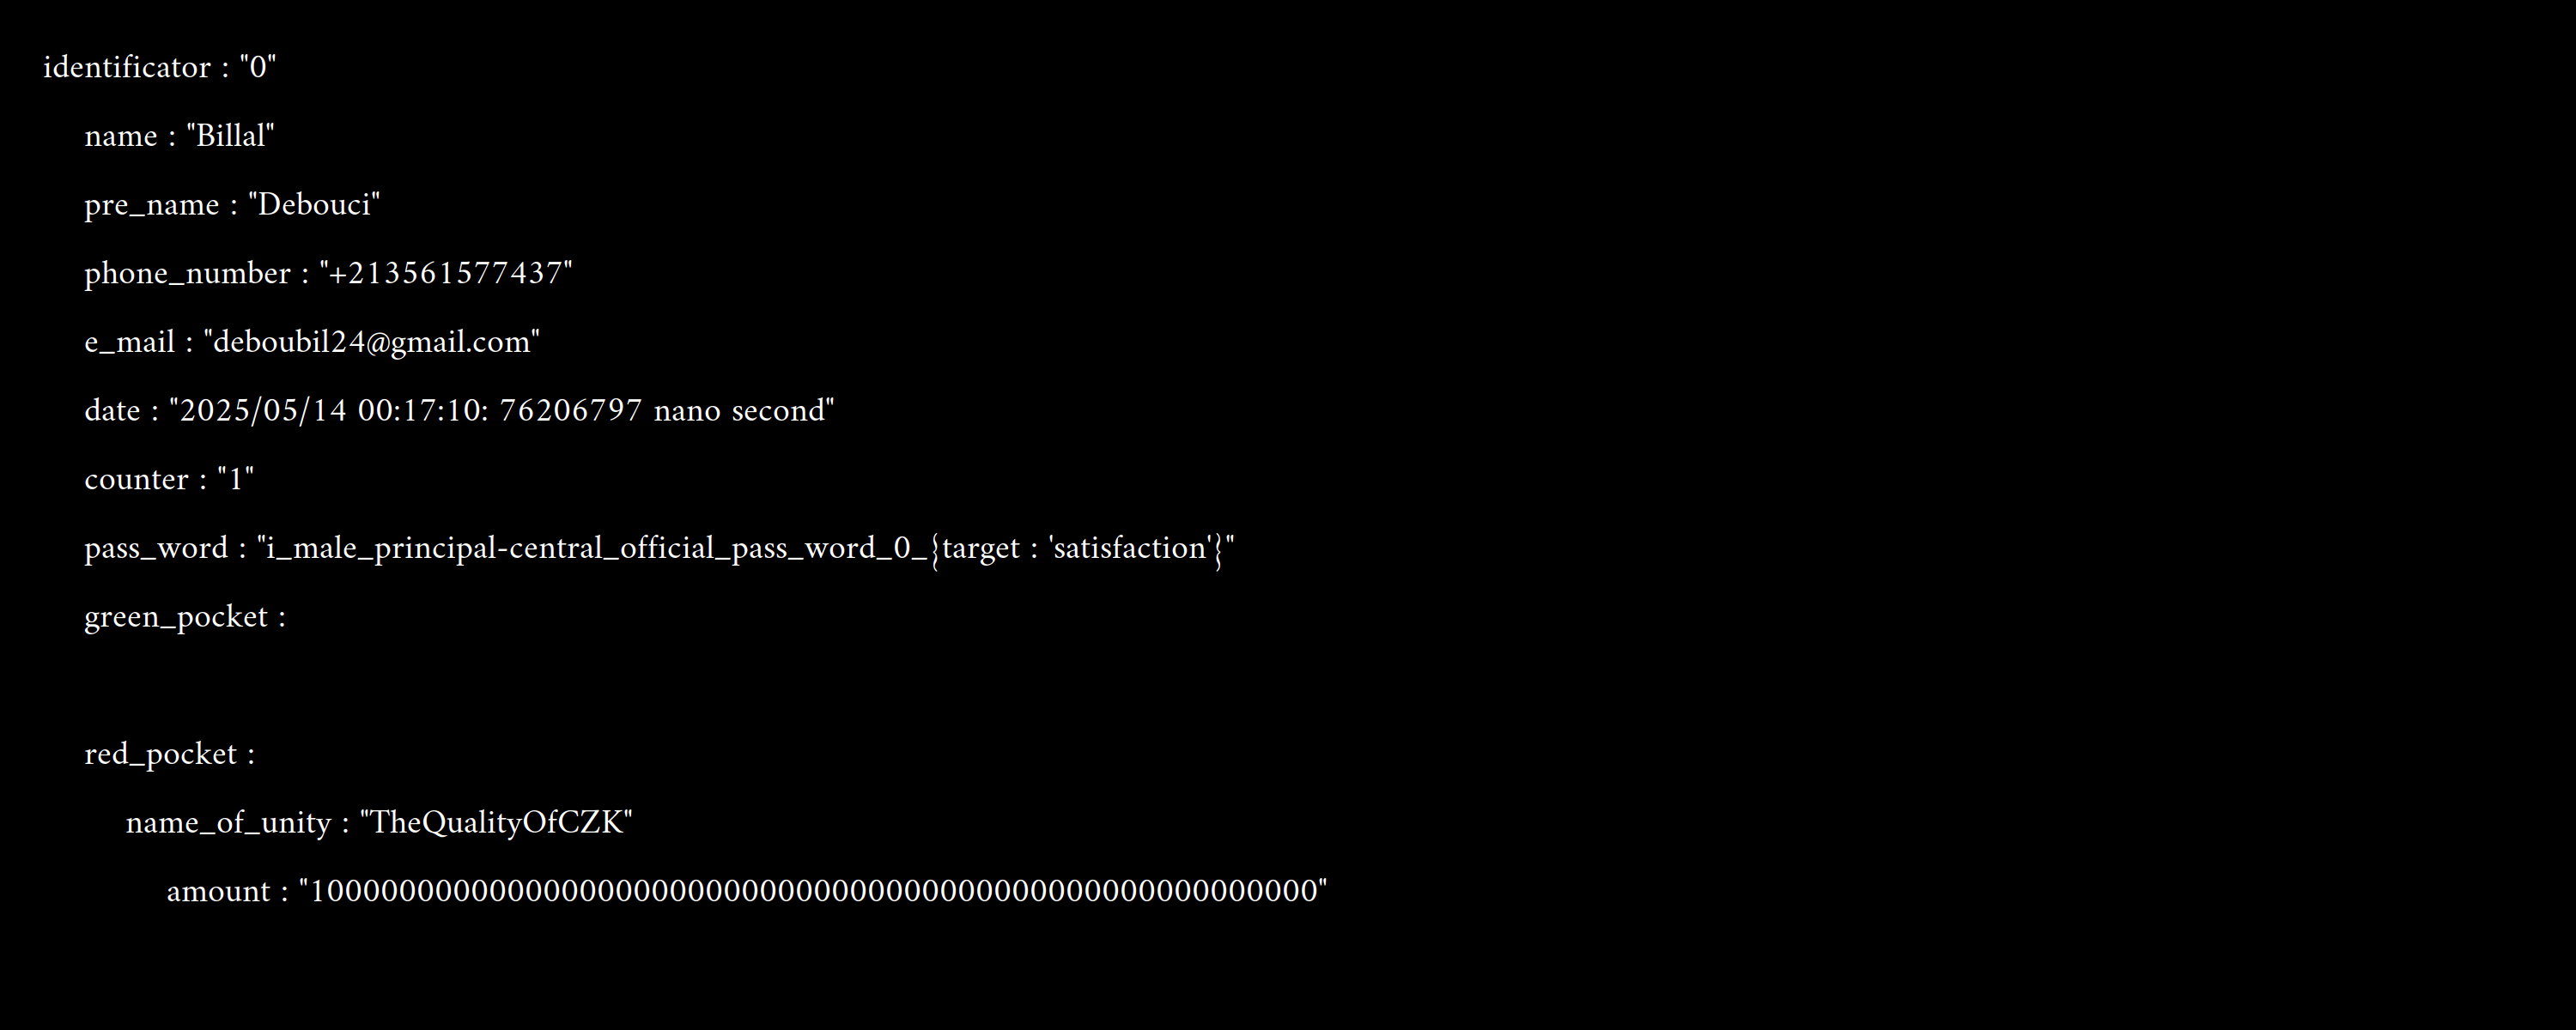 identificator : "0"
name : "Billal"
pre_name : "Debouci"
phone_number : "+213561577437"
e_mail : "deboubil24@gmail.com"
date : "2025/05/14 00:17:10: 76206797 nano second"
counter : "1"
pass_word : "i_male_principal-central_official_pass_word_0_{target : 'satisfaction'}"
green_pocket :
red_pocket :
name_of_unity : "TheQualityOfCZK"
amount : "10000000000000000000000000000000000000000000000000000000"